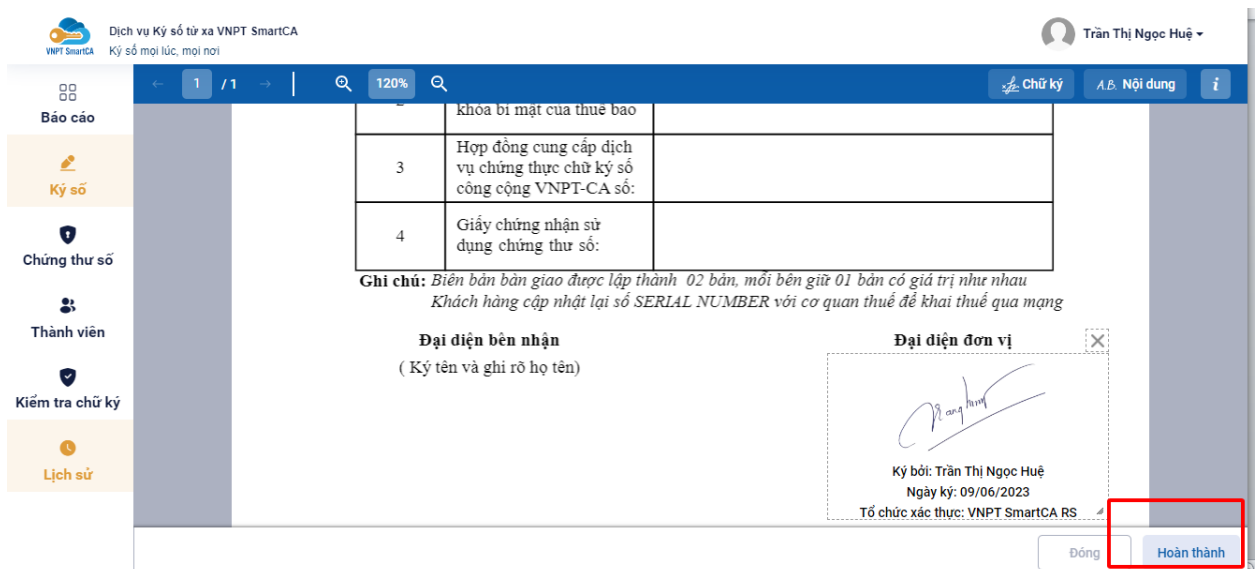 Dịch vụ Ký số từ xa VNPT SmartCA
VNPT SmartCA
Ký số mọi lúc, mọi nơi
Trần Thị Ngọc Huệ
Báo cáo
Ký số
Chứng thư số
Thành viên
Kiểm tra chữ ký
Lịch sử
1 / 1
120%
Chữ ký
A.B. Nội dung
i
khóa bí mật của thuê bao
3
Hợp đồng cung cấp dịch
vụ chứng thực chữ ký số
công cộng VNPT-CA số:
4
Giấy chứng nhận sử
dụng chứng thư số:
Ghi chú: Biên bản bàn giao được lập thành 02 bản, mỗi bên giữ 01 bản có giá trị như nhau
Khách hàng cập nhật lại số SERIAL NUMBER với cơ quan thuế để khai thuế qua mạng
Đại diện bên nhận
( Ký tên và ghi rõ họ tên)
Đại diện đơn vị
Ký bởi: Trần Thị Ngọc Huệ
Ngày ký: 09/06/2023
Tổ chức xác thực: VNPT SmartCA RS
Đóng
Hoàn thành